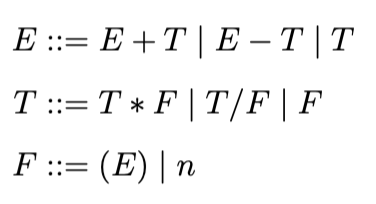 E ::= E + T | E − T | T
T ::= T ∗ F | T/F | F
F ::= (E) | n